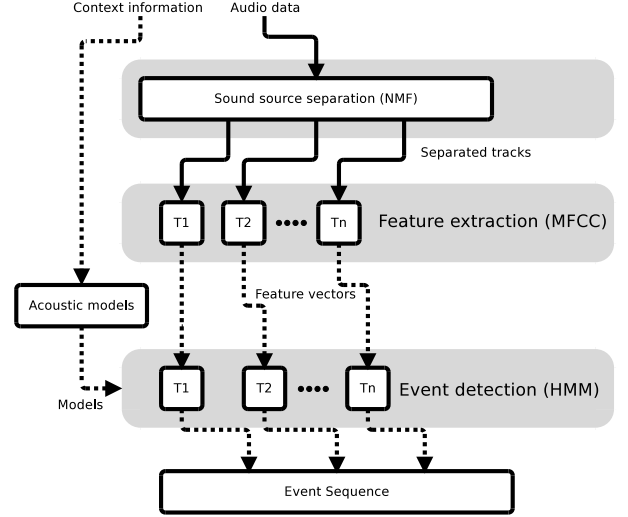 Context information
Audio data
Sound source separation (NMF)
Separated tracks
T1
T2
Tn
Feature extraction (MFCC)
Feature vectors
Acoustic models
Models
T1
T2
Tn
Event detection (HMM)
Event Sequence